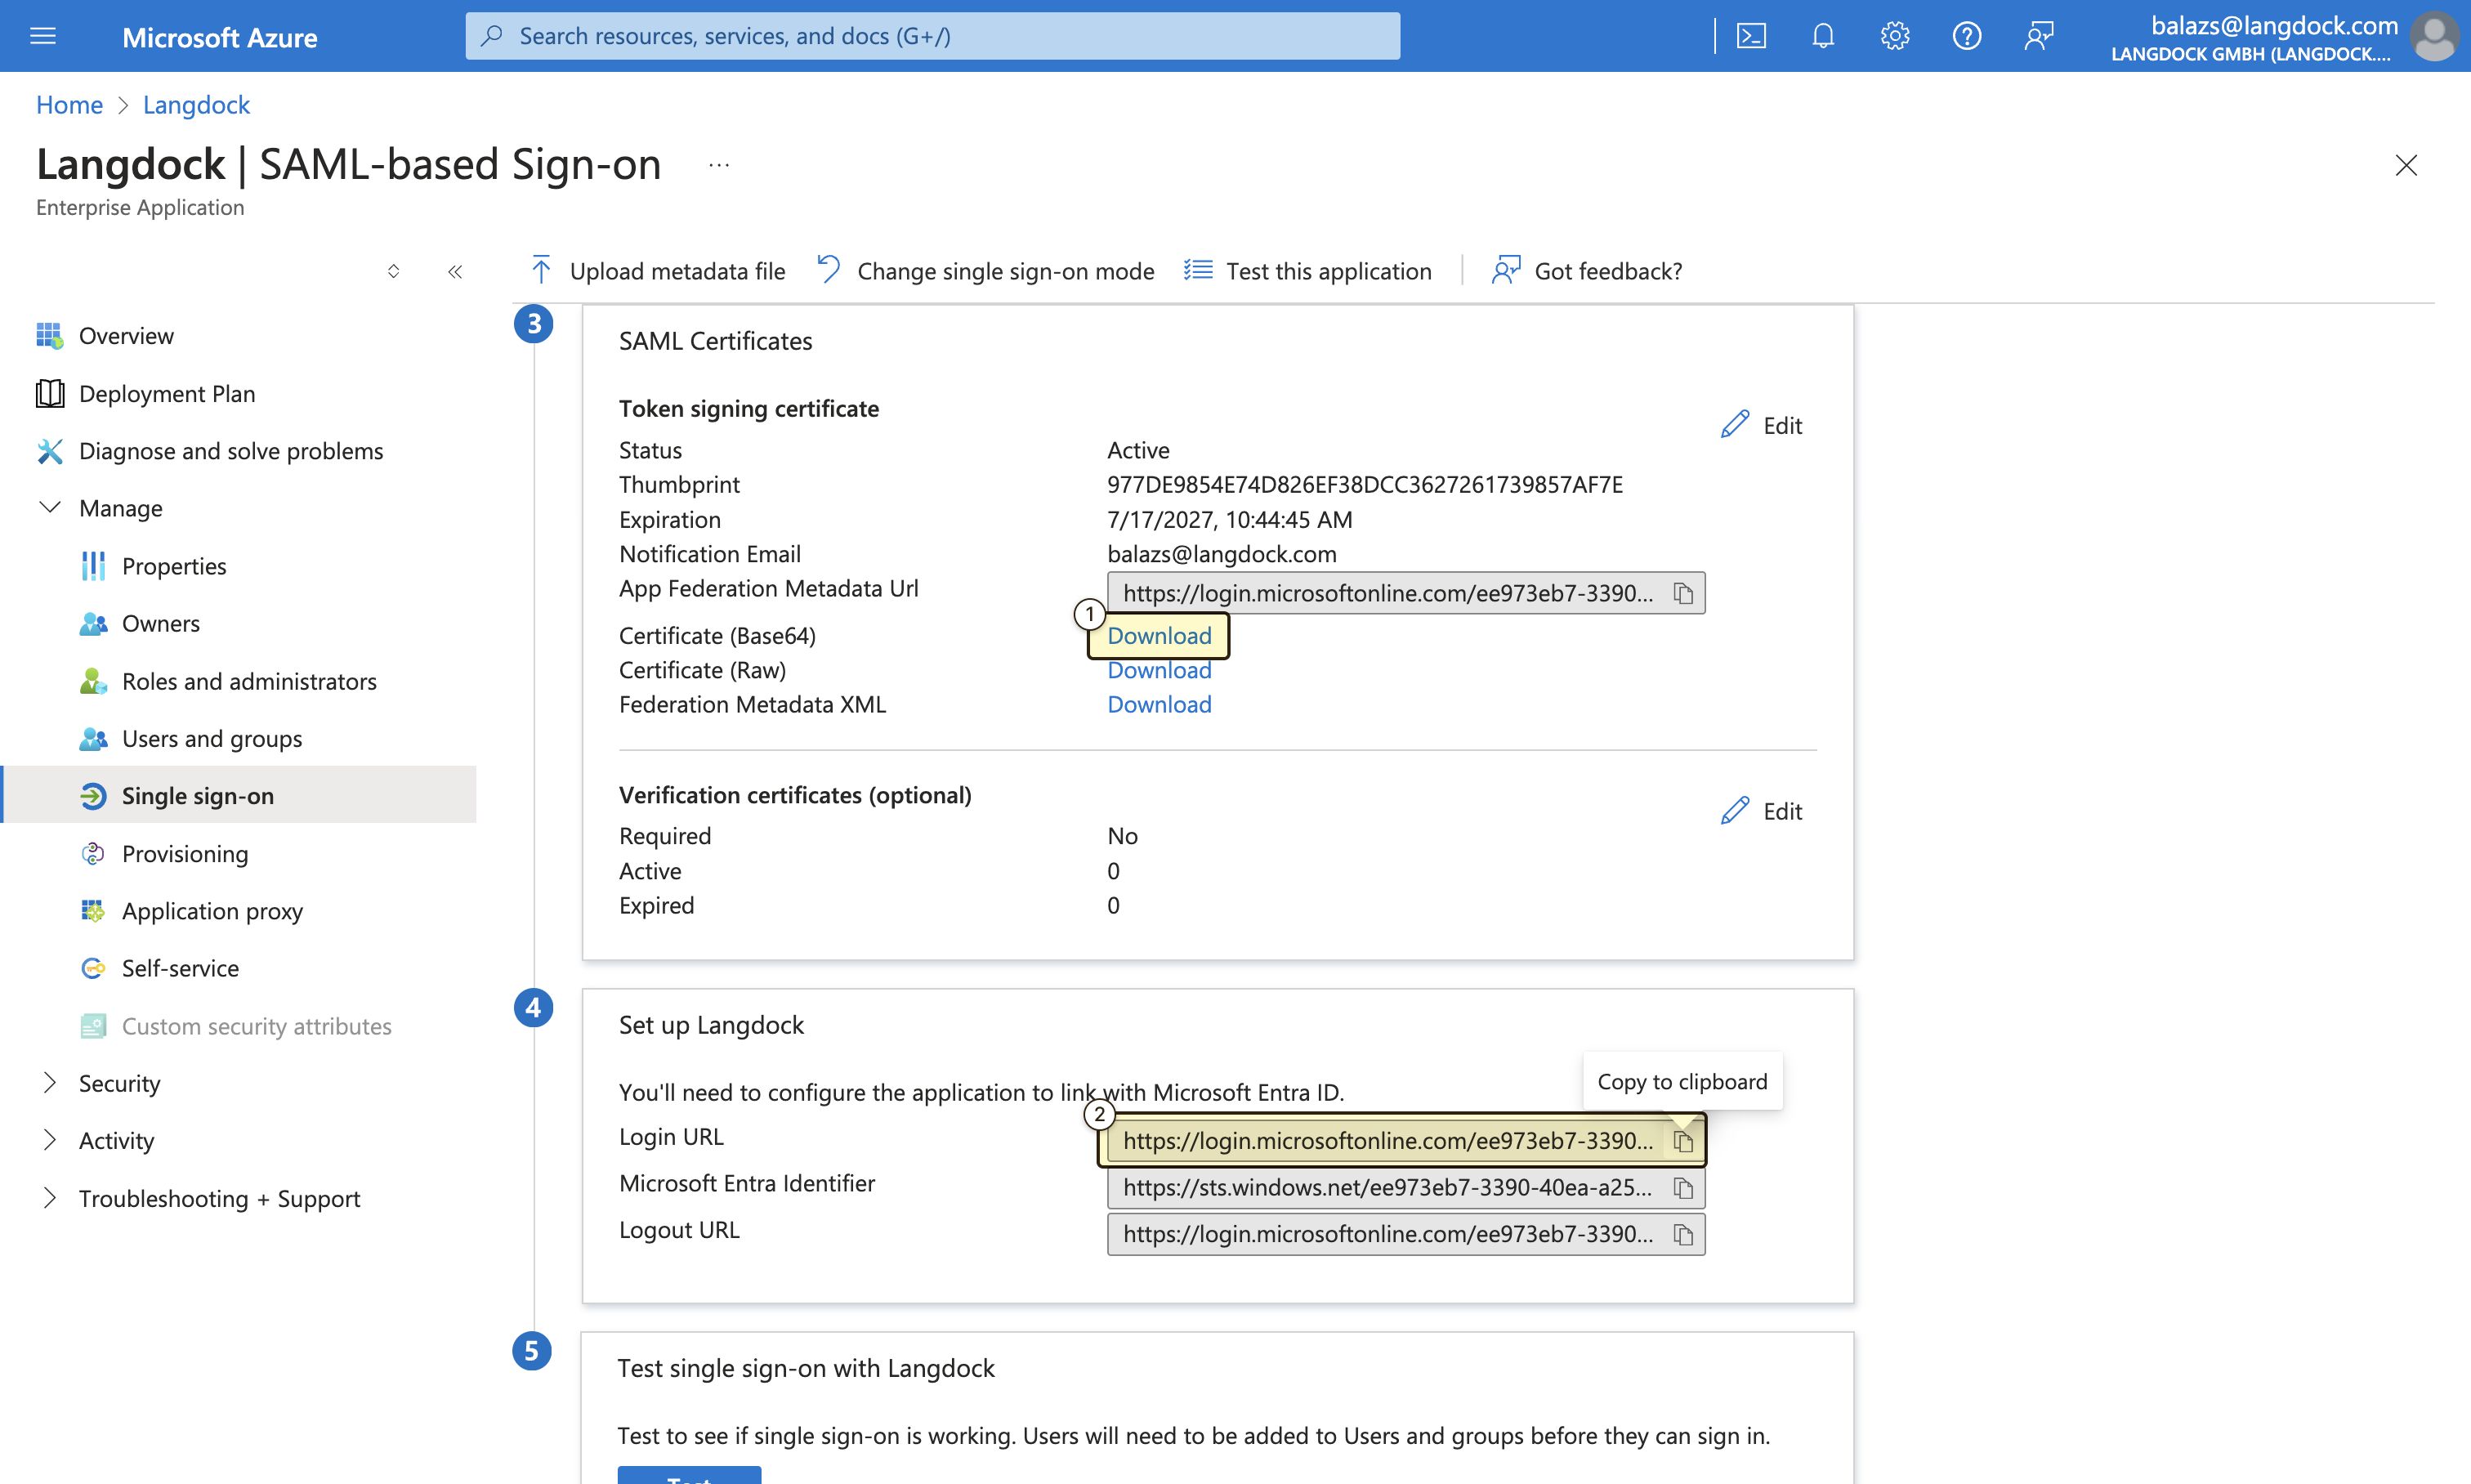 Microsoft Azure
Search resources, services, and docs (G+/)
balazs@langdock.com
LANGDOCK GMBH (LANGDOCK....
Home > Langdock
Langdock | SAML-based Sign-on ...
Enterprise Application
Upload metadata file
Change single sign-on mode
Test this application
Got feedback?
Overview
Deployment Plan
Diagnose and solve problems
Manage
Properties
Owners
Roles and administrators
Users and groups
Single sign-on
Provisioning
Application proxy
Self-service
Custom security attributes
Security
Activity
Troubleshooting + Support
3
SAML Certificates
Token signing certificate
Edit
Status Active
Thumbprint 977DE9854E74D826EF38DCC3627261739857AF7E
Expiration 7/17/2027, 10:44:45 AM
Notification Email balazs@langdock.com
App Federation Metadata Url https://login.microsoftonline.com/ee973eb7-3390...
1
Certificate (Base64) Download
Certificate (Raw) Download
Federation Metadata XML Download
Verification certificates (optional)
Edit
Required No
Active 0
Expired 0
4
Set up Langdock
Copy to clipboard
You'll need to configure the application to link with Microsoft Entra ID.
2
Login URL https://login.microsoftonline.com/ee973eb7-3390...
Microsoft Entra Identifier https://sts.windows.net/ee973eb7-3390-40ea-a25...
Logout URL https://login.microsoftonline.com/ee973eb7-3390...
5
Test single sign-on with Langdock
Test to see if single sign-on is working. Users will need to be added to Users and groups before they can sign in.
Test